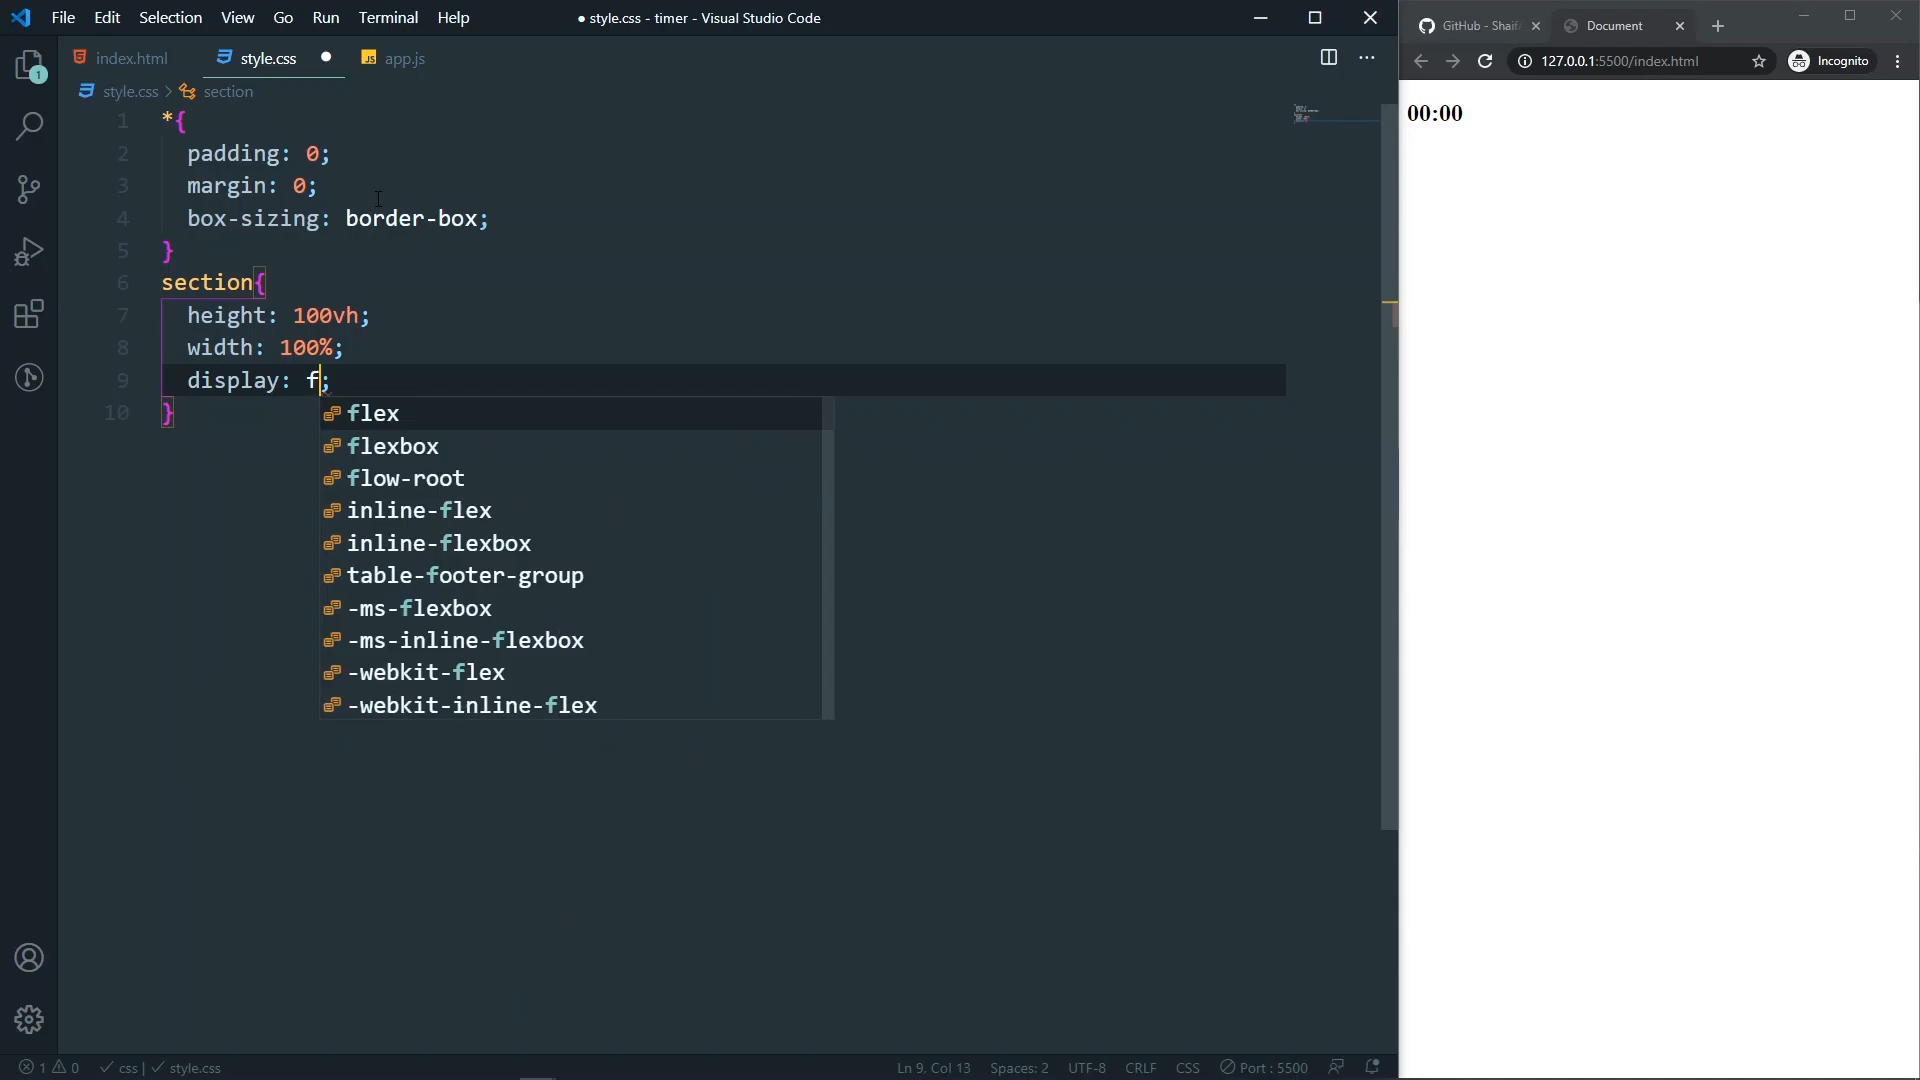 File Edit Selection View Go Run Terminal Help
● style.css - timer - Visual Studio Code
index.html style.css ● JS app.js
style.css > section
1 *{
2 padding: 0;
3 margin: 0;
4 box-sizing: border-box;
5 }
6 section{
7 height: 100vh;
8 width: 100%;
9 display: f;
10 }
flex
flexbox
flow-root
inline-flex
inline-flexbox
table-footer-group
-ms-flexbox
-ms-inline-flexbox
-webkit-flex
-webkit-inline-flex
1
1 0 css | style.css
Ln 9, Col 13 Spaces: 2 UTF-8 CRLF CSS Port : 5500
GitHub - Shaif Document
127.0.0.1:5500/index.html Incognito
00:00